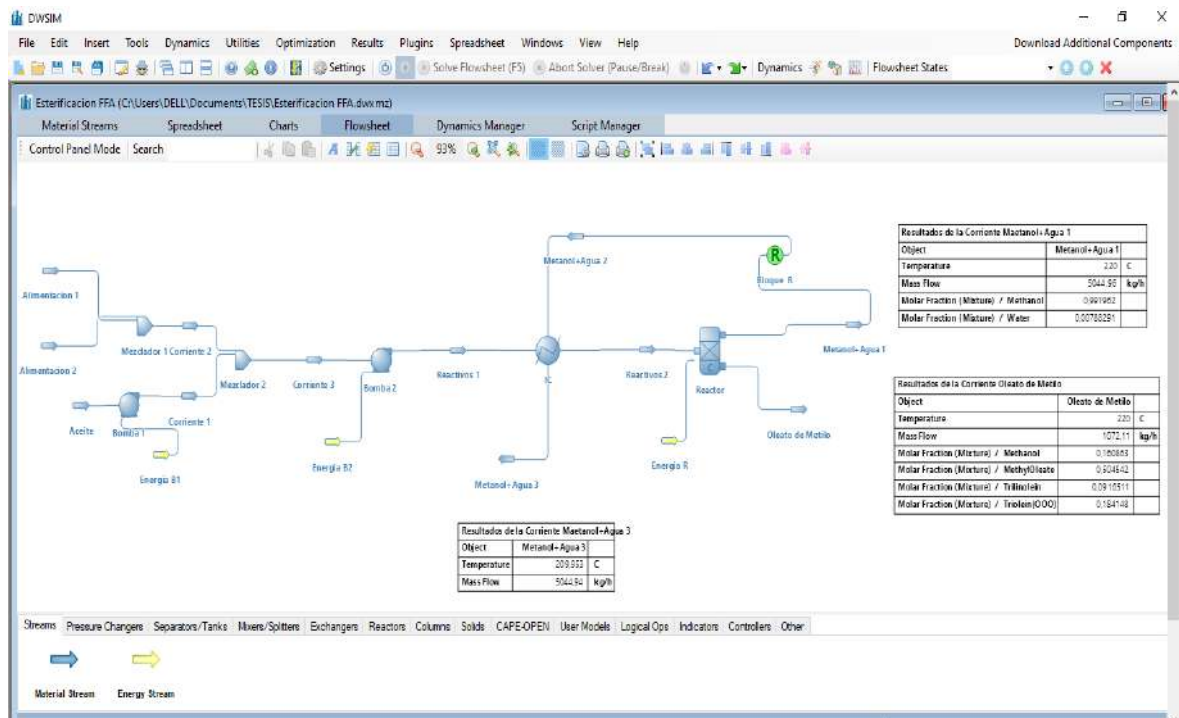 DWSIM
File Edit Insert Tools Dynamics Utilities Optimization Results Plugins Spreadsheet Windows View Help Download Additional Components
Settings Solve Flowsheet (F5) Abort Solver (Pause/Break) Dynamics Flowsheet States
Esterificacion FFA (C:\Users\DELL\Documents\TESIS\Esterificacion FFA.dwxmz)
Material Streams Spreadsheet Charts Flowsheet Dynamics Manager Script Manager
Control Panel Mode Search 93%
Alimentacion 1
Alimentacion 2
Mezclador 1
Corriente 2
Aceite
Bomba 1
Corriente 1
Energia B1
Mezclador 2
Corriente 3
Bomba 2
Energia B2
Reactivos 1
Metanol+Agua 2
IC
Metanol+Agua 3
Reactivos 2
Energia R
Reactor
Bloque R
Metanol+Agua 1
Oleato de Metilo
Resultados de la Corriente Maetanol+Agua 1
Object Metanol+Agua 1
Temperature 220 C
Mass Flow 5044,96 kg/h
Molar Fraction (Mixture) / Methanol 0,991962
Molar Fraction (Mixture) / Water 0,00788291
Resultados de la Corriente Oleato de Metilo
Object Oleato de Metilo
Temperature 220 C
Mass Flow 1072,11 kg/h
Molar Fraction (Mixture) / Methanol 0,160863
Molar Fraction (Mixture) / MethylOleate
Molar Fraction (Mixture) / Trilinolein 0,0916511
Molar Fraction (Mixture) / Triolein(OOO) 0,184148
Resultados de la Corriente Maetanol+Agua 3
Object Metanol+Agua 3
Temperature C
Mass Flow 5044,94 kg/h
Streams Pressure Changers Separators/Tanks Mixers/Splitters Exchangers Reactors Columns Solids CAPE-OPEN User Models Logical Ops Indicators Controllers Other
Material Stream Energy Stream